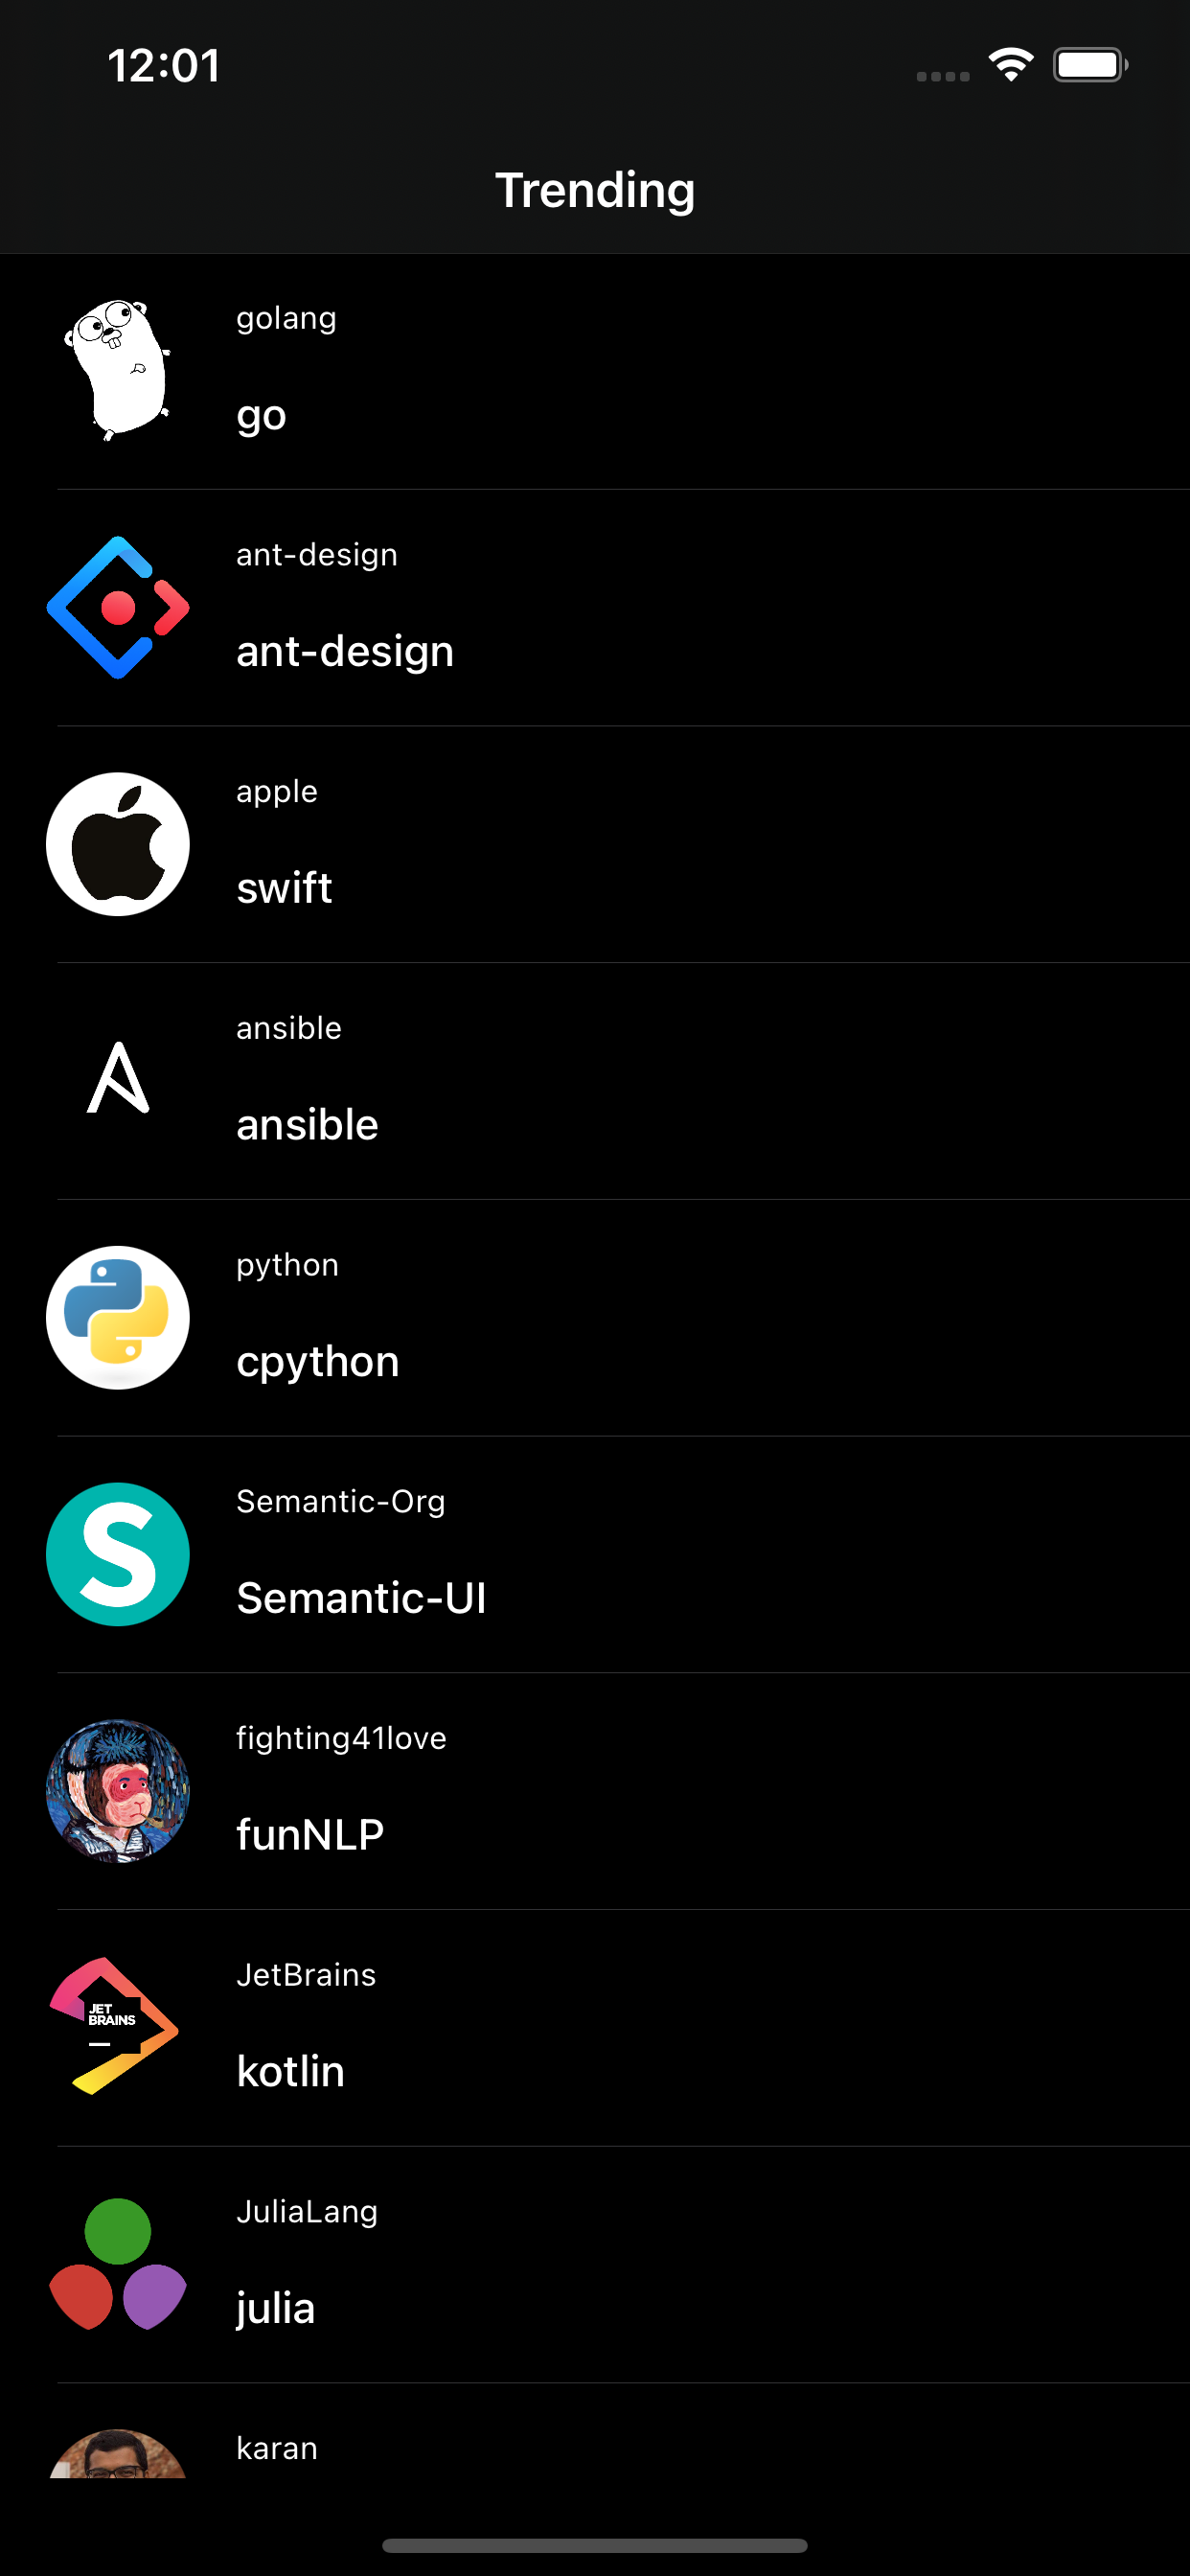 12:01
Trending
golang
go
ant-design
ant-design
apple
swift
ansible
ansible
python
cpython
Semantic-Org
Semantic-UI
fighting41love
funNLP
JET
BRAINS
JetBrains
kotlin
JuliaLang
julia
karan